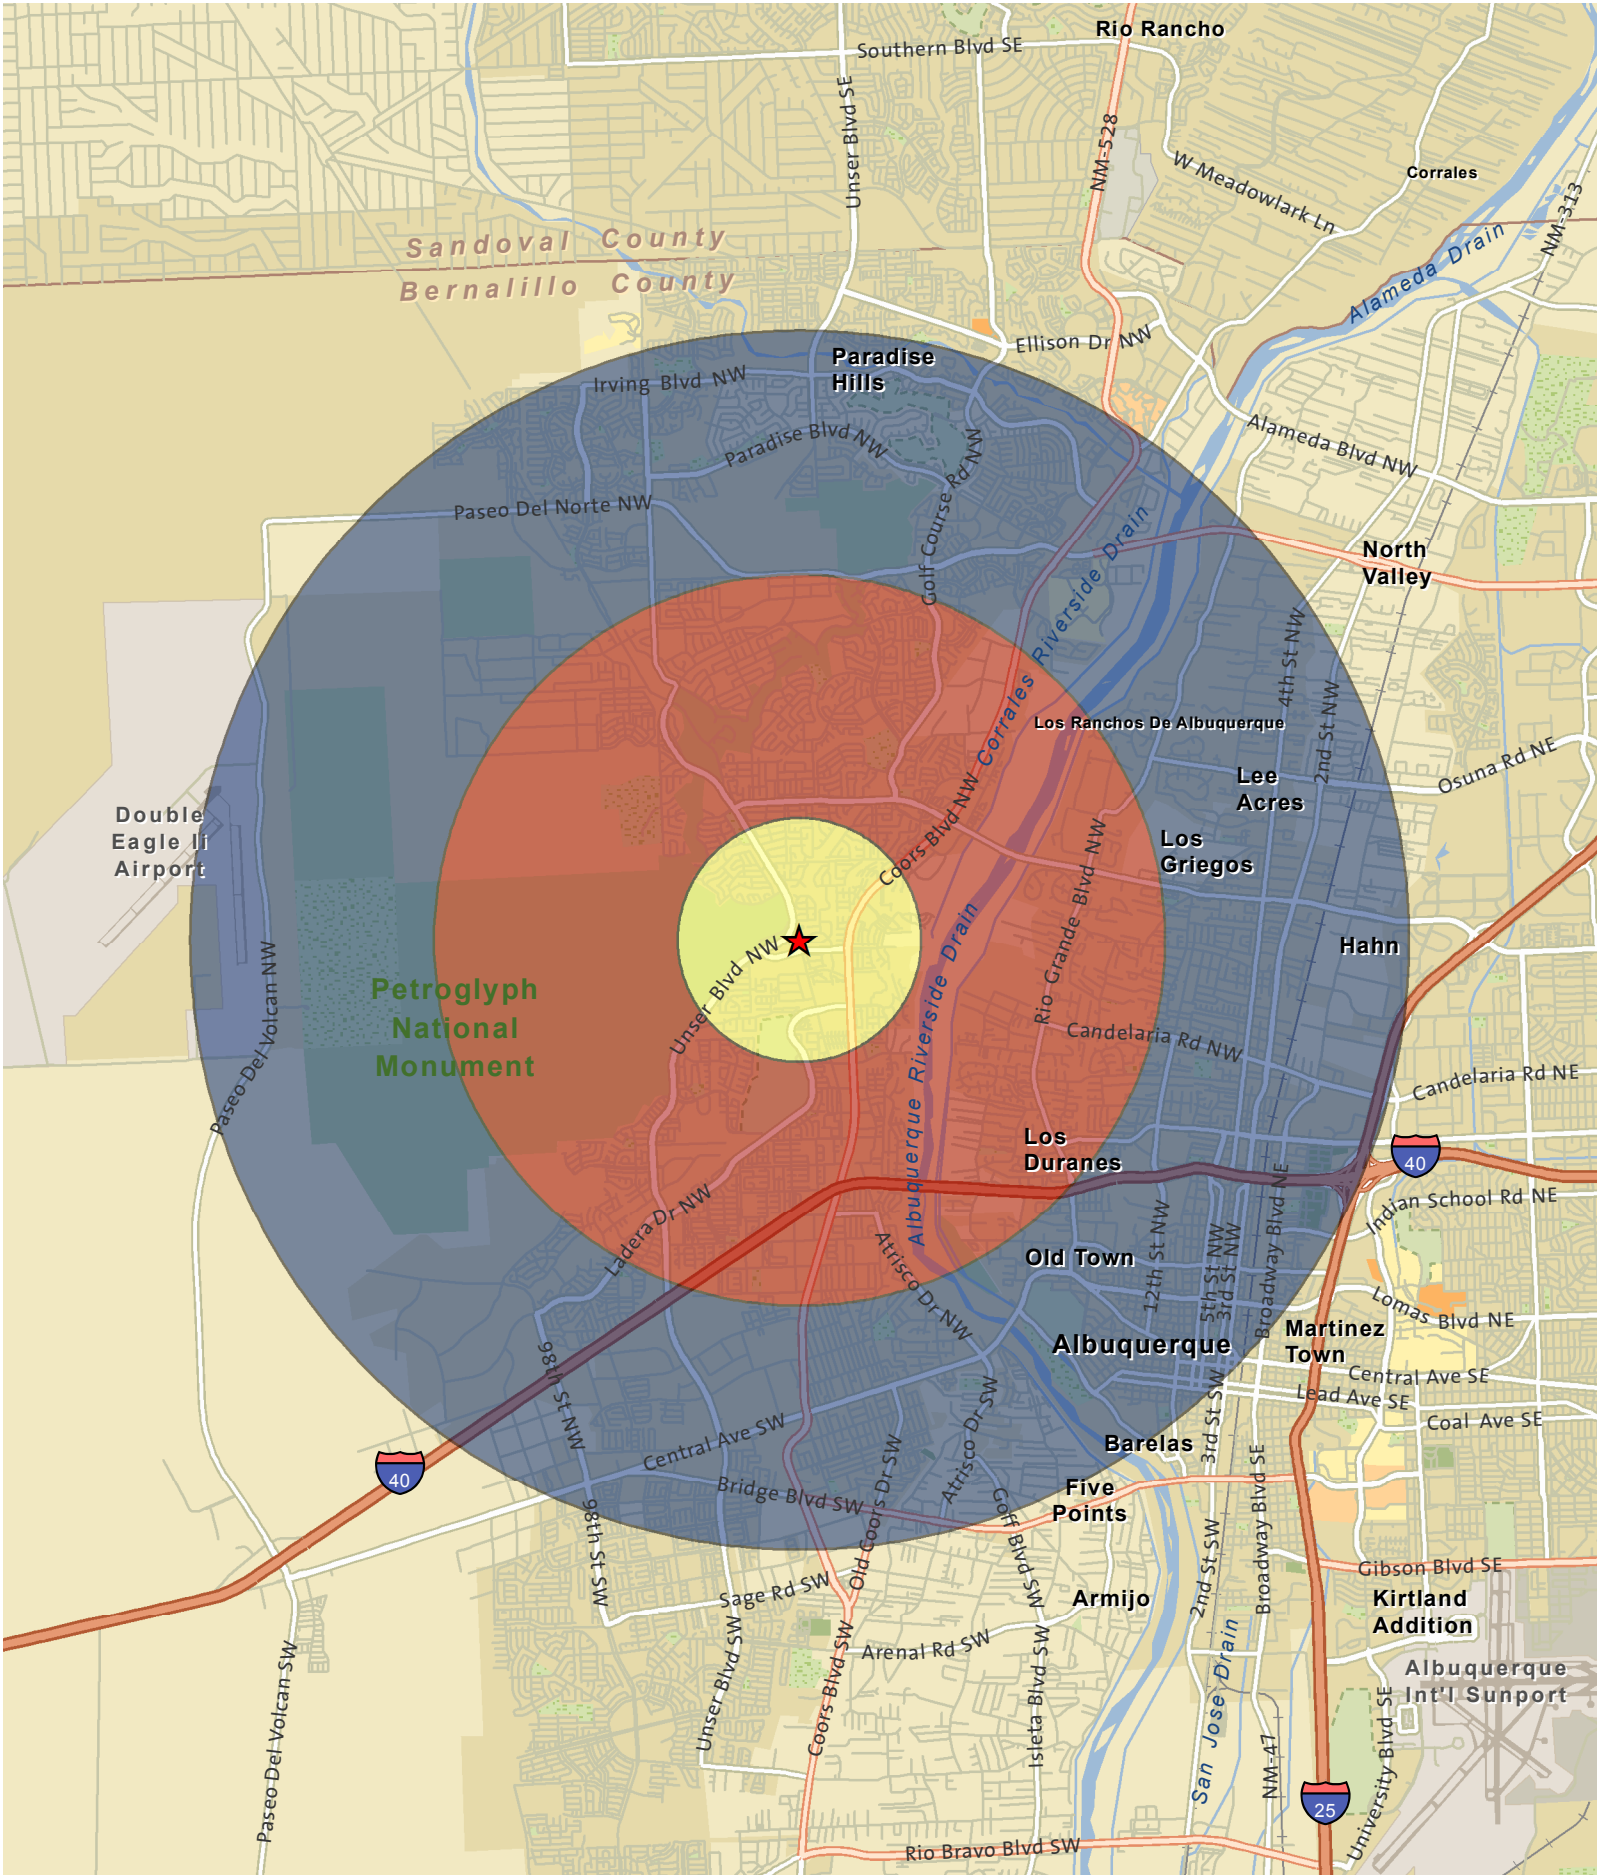 Rio Rancho
Southern Blvd SE
Unser Blvd SE
NM-528
W Meadowlark Ln
Corrales
NM-313
Sandoval County
Bernalillo County
Alameda Drain
Ellison Dr NW
Paradise
Hills
Irving Blvd NW
Paradise Blvd NW
Alameda Blvd NW
Golf Course Rd NW
Paseo Del Norte NW
North
Valley
Corrales Riverside Drain
4th St NW
2nd St NW
Los Ranchos De Albuquerque
Osuna Rd NE
Lee
Acres
Double
Eagle Ii
Airport
Coors Blvd NW
Los
Griegos
Rio Grande Blvd NW
Hahn
Unser Blvd NW
Albuquerque Riverside Drain
Petroglyph
National
Monument
Paseo Del Volcan NW
Candelaria Rd NW
Candelaria Rd NE
Los
Duranes
40
Indian School Rd NE
Ladera Dr NW
Atrisco Dr NW
Old Town
12th St NW
5th St NW
3rd St NW
Broadway Blvd NE
Lomas Blvd NE
Albuquerque
Martinez
Town
Central Ave SE
Lead Ave SE
Coal Ave SE
98th St NW
Central Ave SW
Atrisco Dr SW
3rd St SW
Barelas
40
Bridge Blvd SW
Old Coors Dr SW
Goff Blvd SW
Five
Points
Broadway Blvd SE
98th St SW
2nd St SW
Gibson Blvd SE
Sage Rd SW
Armijo
Kirtland
Addition
Arenal Rd SW
Unser Blvd SW
Coors Blvd SW
Isleta Blvd SW
San Jose Drain
Albuquerque
Int'l Sunport
Paseo Del Volcan SW
NM-47
University Blvd SE
25
Rio Bravo Blvd SW